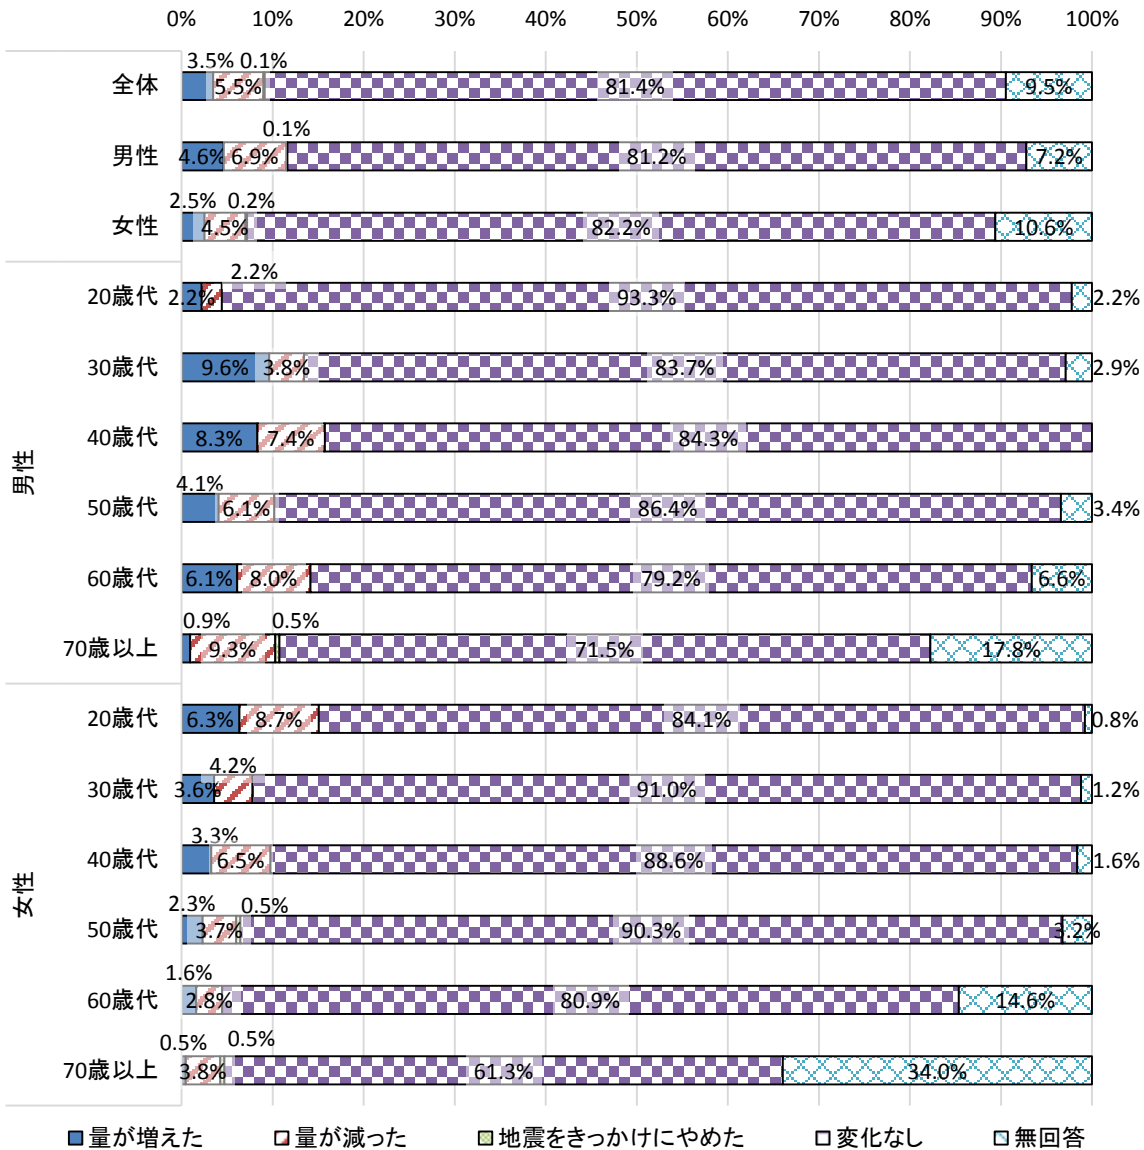 0% 10% 20% 30% 40% 50% 60% 70% 80% 90% 100%
全体 3.5% 5.5% 0.1% 81.4% 9.5%
男性 4.6% 6.9% 0.1% 81.2% 7.2%
女性 2.5% 4.5% 0.2% 82.2% 10.6%
男性
20歳代 2.2% 2.2% 93.3% 2.2%
30歳代 9.6% 3.8% 83.7% 2.9%
40歳代 8.3% 7.4% 84.3%
50歳代 4.1% 6.1% 86.4% 3.4%
60歳代 6.1% 8.0% 79.2% 6.6%
70歳以上 0.9% 9.3% 0.5% 71.5% 17.8%
女性
20歳代 6.3% 8.7% 84.1% 0.8%
30歳代 3.6% 4.2% 91.0% 1.2%
40歳代 3.3% 6.5% 88.6% 1.6%
50歳代 2.3% 3.7% 0.5% 90.3% 3.2%
60歳代 1.6% 2.8% 80.9% 14.6%
70歳以上 0.5% 3.8% 0.5% 61.3% 34.0%
量が増えた 量が減った 地震をきっかけにやめた 変化なし 無回答